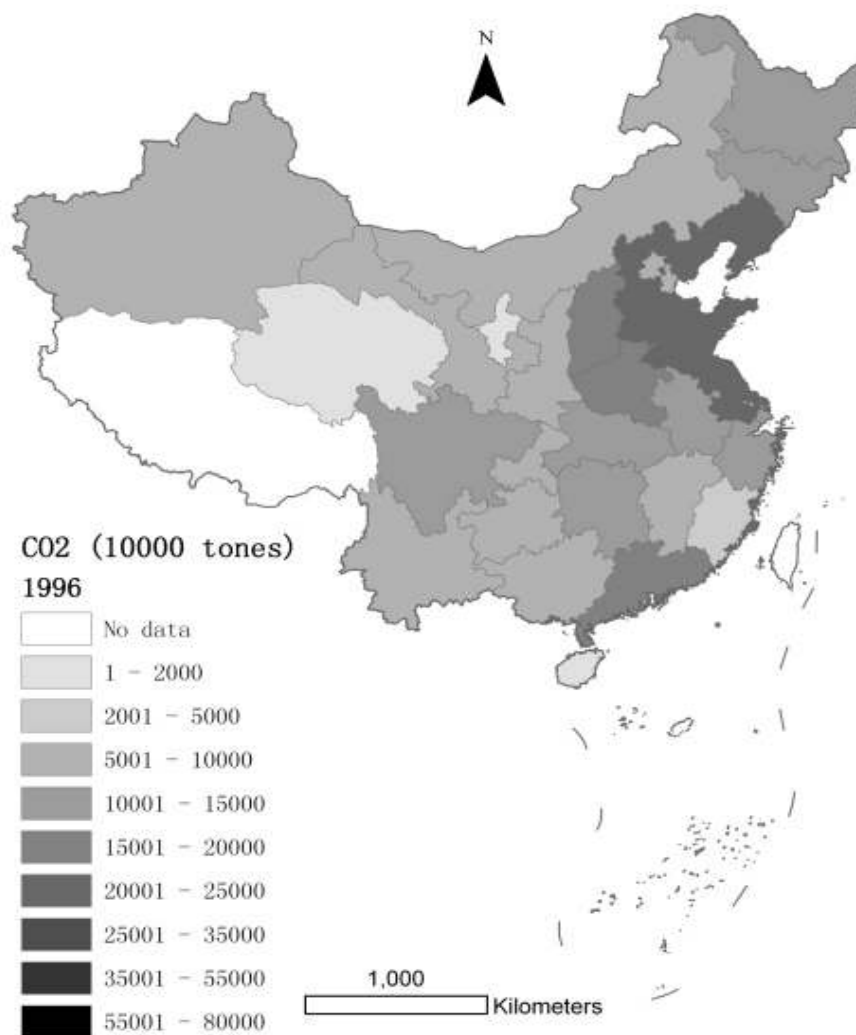 N
CO2 (10000 tones)
1996
No data
1 - 2000
2001 - 5000
5001 - 10000
10001 - 15000
15001 - 20000
20001 - 25000
25001 - 35000
35001 - 55000
55001 - 80000
1,000
Kilometers